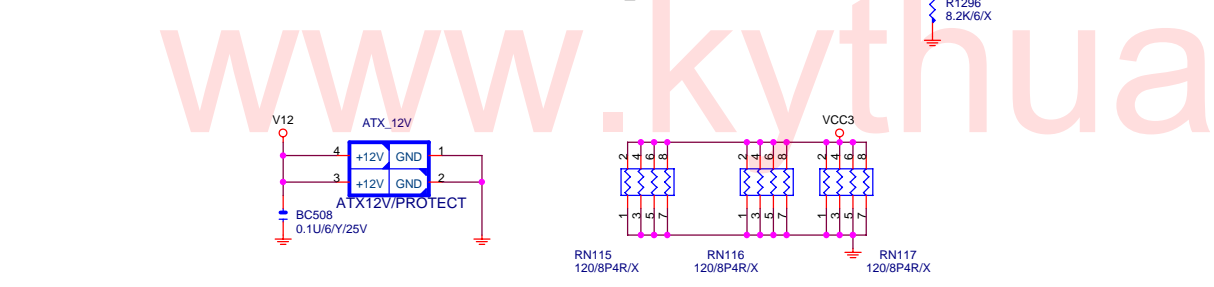 R1296
8.2K/6/X
www.kythua
V12
ATX_12V
VCC3
4 +12V GND 1
3 +12V GND 2
ATX12V/PROTECT
BC508
0.1U/6/Y/25V
2 4 6 8
2 4 6 8
2 4 6 8
1 3 5 7
1 3 5 7
1 3 5 7
RN115
120/8P4R/X
RN116
120/8P4R/X
RN117
120/8P4R/X